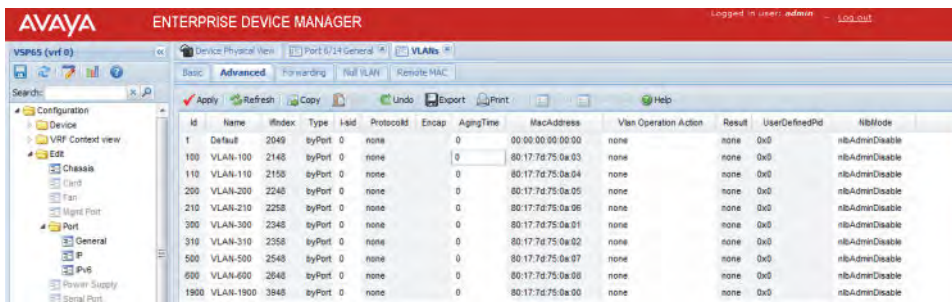 AVAYA ENTERPRISE DEVICE MANAGER
Logged in user: admin Log out
VSP65 (vrf 0)
Device Physical View Port 6/14 General VLANs
Basic Advanced Forwarding Null VLAN Remote MAC
Search:
Apply Refresh Copy Undo Export Print Help
Configuration
Device
VRF Context view
Edit
Chassis
Card
Fan
Mgmt Port
Port
General
IP
IPv6
Power Supply
Serial Port
Id Name IfIndex Type I-sid ProtocolId Encap AgingTime MacAddress Vlan Operation Action Result UserDefinedPid NlbMode
1 Default 2049 byPort 0 none 0 00:00:00:00:00:00 none none 0x0 nlbAdminDisable
100 VLAN-100 2148 byPort 0 none 0 80:17:7d:75:0a:03 none none 0x0 nlbAdminDisable
110 VLAN-110 2158 byPort 0 none 0 80:17:7d:75:0a:04 none none 0x0 nlbAdminDisable
200 VLAN-200 2248 byPort 0 none 0 80:17:7d:75:0a:05 none none 0x0 nlbAdminDisable
210 VLAN-210 2258 byPort 0 none 0 80:17:7d:75:0a:06 none none 0x0 nlbAdminDisable
300 VLAN-300 2348 byPort 0 none 0 80:17:7d:75:0a:01 none none 0x0 nlbAdminDisable
310 VLAN-310 2358 byPort 0 none 0 80:17:7d:75:0a:02 none none 0x0 nlbAdminDisable
500 VLAN-500 2548 byPort 0 none 0 80:17:7d:75:0a:07 none none 0x0 nlbAdminDisable
600 VLAN-600 2648 byPort 0 none 0 80:17:7d:75:0a:08 none none 0x0 nlbAdminDisable
1900 VLAN-1900 3948 byPort 0 none 0 80:17:7d:75:0a:00 none none 0x0 nlbAdminDisable